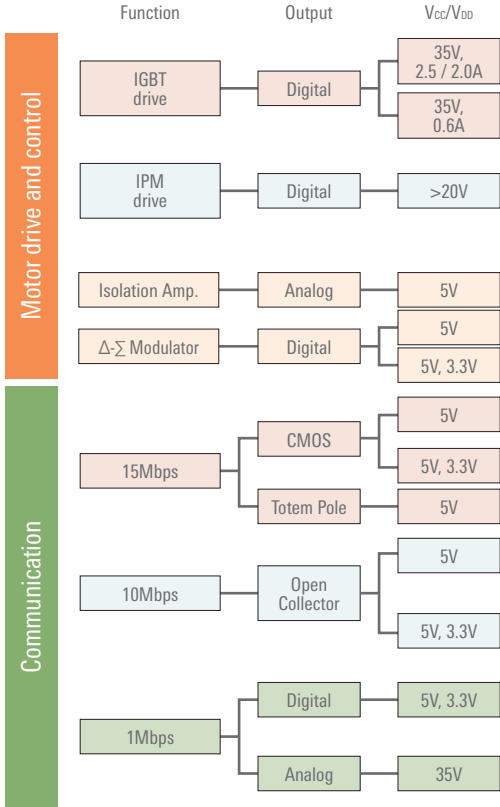 Function
Output
VCC/VDD
Motor drive and control
IGBT
drive
Digital
35V,
2.5 / 2.0A
35V,
0.6A
IPM
drive
Digital
>20V
Isolation Amp.
Analog
5V
Δ-∑ Modulator
Digital
5V
5V, 3.3V
Communication
15Mbps
CMOS
5V
5V, 3.3V
Totem Pole
5V
10Mbps
Open
Collector
5V
5V, 3.3V
1Mbps
Digital
5V, 3.3V
Analog
35V